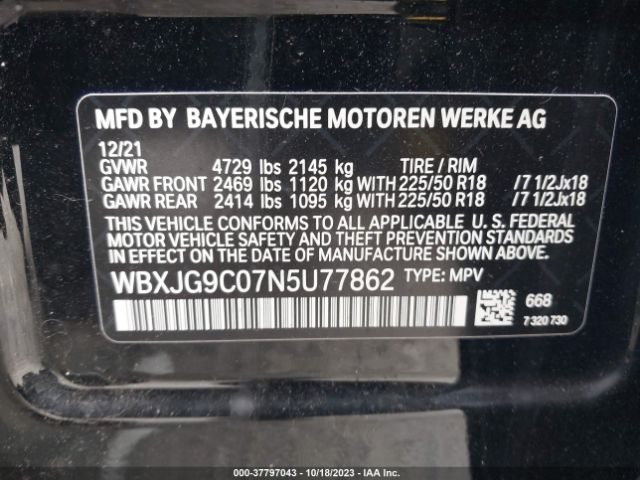 MFD BY BAYERISCHE MOTOREN WERKE AG
12/21
GVWR 4729 lbs 2145 kg TIRE / RIM
GAWR FRONT 2469 lbs 1120 kg WITH 225/50 R18 /7 1/2Jx18
GAWR REAR 2414 lbs 1095 kg WITH 225/50 R18 /7 1/2Jx18
THIS VEHICLE CONFORMS TO ALL APPLICABLE U. S. FEDERAL
MOTOR VEHICLE SAFETY AND THEFT PREVENTION STANDARDS
IN EFFECT ON THE DATE OF MANUFACTURE SHOWN ABOVE.
WBXJG9C07N5U77862 TYPE: MPV
668
7 320 730
000-37797043 | 10/18/2023 | IAA Inc.